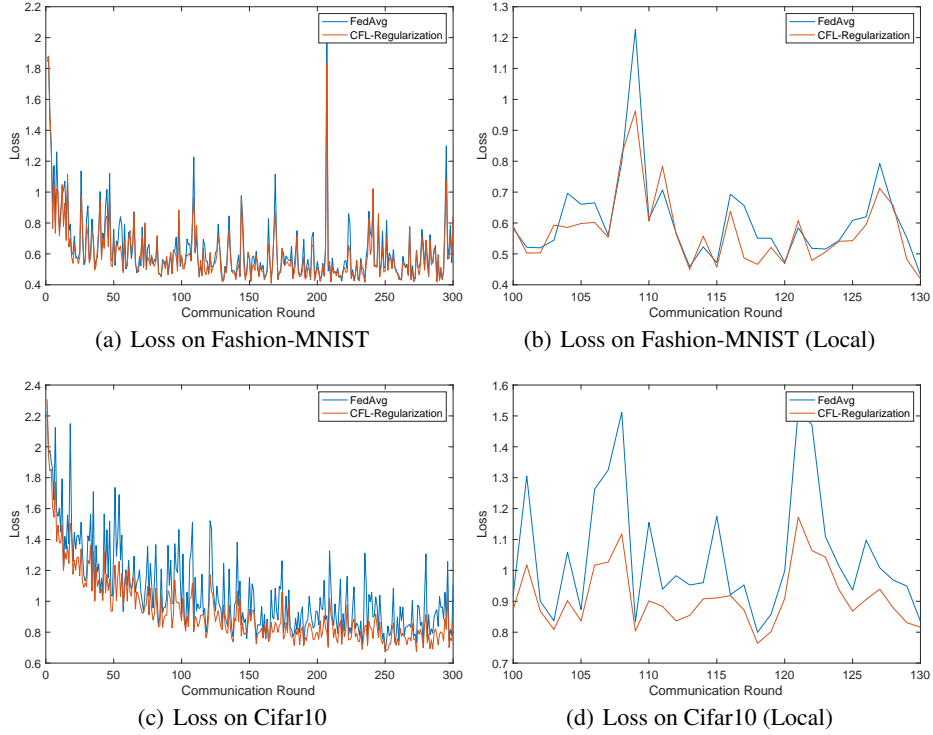 2.2
2
1.8
1.6
1.4
1.2
1
0.8
0.6
0.4
Loss
FedAvg
CFL-Regularization
0 50 100 150 200 250 300
Communication Round
(a) Loss on Fashion-MNIST
1.3
1.2
1.1
1
0.9
0.8
0.7
0.6
0.5
0.4
Loss
FedAvg
CFL-Regularization
100 105 110 115 120 125 130
Communication Round
(b) Loss on Fashion-MNIST (Local)
2.4
2.2
2
1.8
1.6
1.4
1.2
1
0.8
0.6
Loss
FedAvg
CFL-Regularization
0 50 100 150 200 250 300
Communication Round
(c) Loss on Cifar10
1.6
1.5
1.4
1.3
1.2
1.1
1
0.9
0.8
0.7
Loss
FedAvg
CFL-Regularization
100 105 110 115 120 125 130
Communication Round
(d) Loss on Cifar10 (Local)